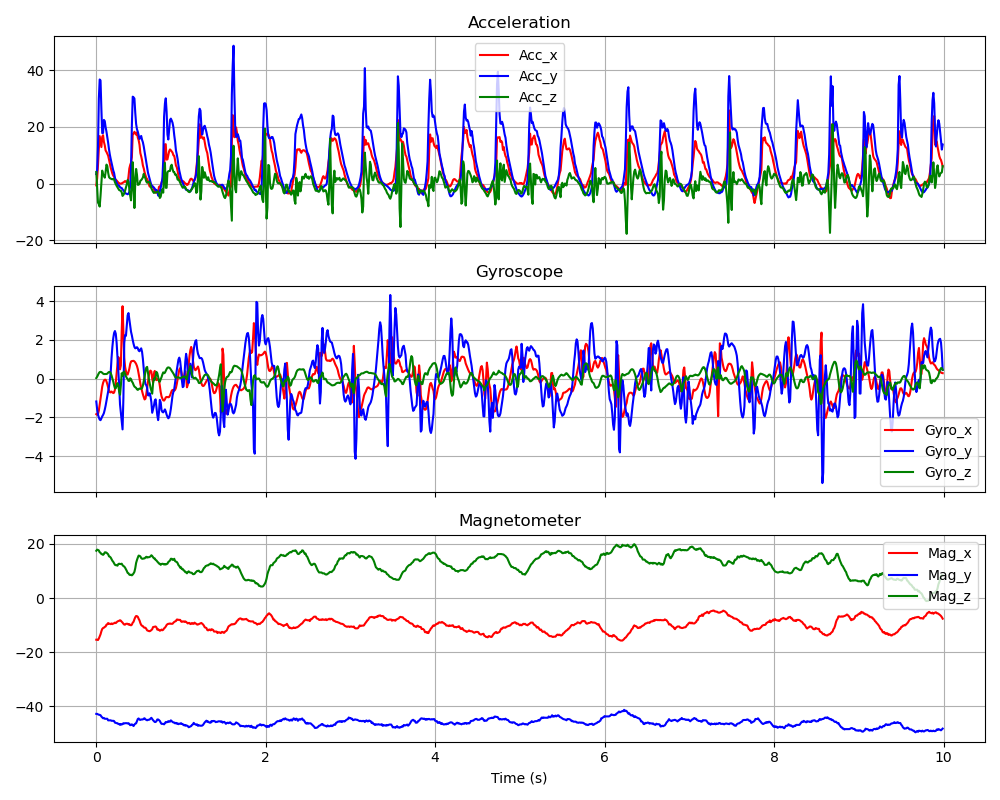 Acceleration
40
20
0
−20
Acc_x
Acc_y
Acc_z
Gyroscope
4
2
0
−2
−4
Gyro_x
Gyro_y
Gyro_z
Magnetometer
20
0
−20
−40
Mag_x
Mag_y
Mag_z
0 2 4 6 8 10
Time (s)